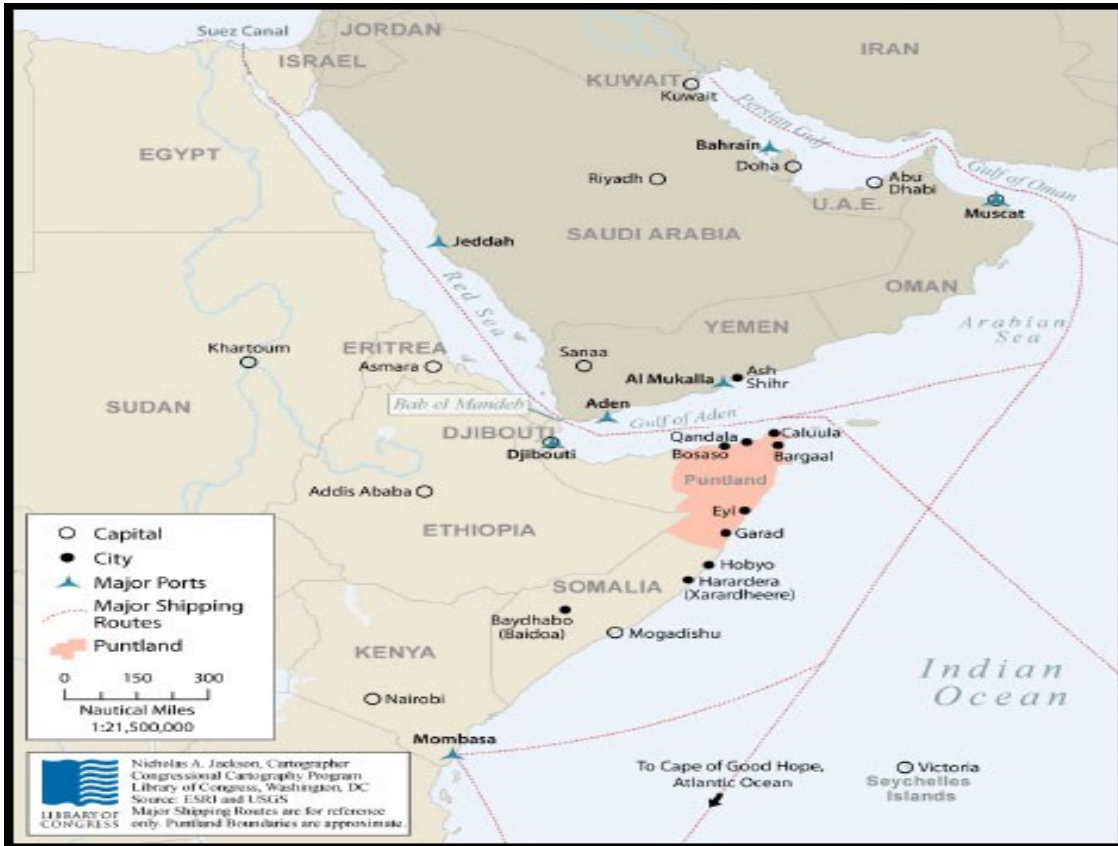 Suez Canal
JORDAN
ISRAEL
IRAN
KUWAIT
Kuwait
Persian Gulf
EGYPT
Bahrain
Doha
Riyadh
Abu
Dhabi
Gulf of Oman
U.A.E.
Muscat
Jeddah
SAUDI ARABIA
Red Sea
OMAN
Arabian
Sea
YEMEN
Khartoum
ERITREA
Asmara
Sanaa
Al Mukalla
Ash
Shihr
SUDAN
Bab el Mandeb
Aden
Gulf of Aden
DJIBOUTI
Djibouti
Qandala
Caluula
Bosaso
Bargaal
Puntland
Addis Ababa
Eyl
ETHIOPIA
Garad
Hobyo
SOMALIA
Harardera
(Xarardheere)
Baydhabo
(Baidoa)
Mogadishu
KENYA
Nairobi
Indian
Ocean
Mombasa
To Cape of Good Hope,
Atlantic Ocean
Victoria
Seychelles
Islands
Capital
City
Major Ports
Major Shipping
Routes
Puntland
0 150 300
Nautical Miles
1:21,500,000
LIBRARY OF
CONGRESS
Nicholas A. Jackson, Cartographer
Congressional Cartography Program
Library of Congress, Washington, DC
Source: ESRI and USGS
Major Shipping Routes are for reference
only. Puntland Boundaries are approximate.